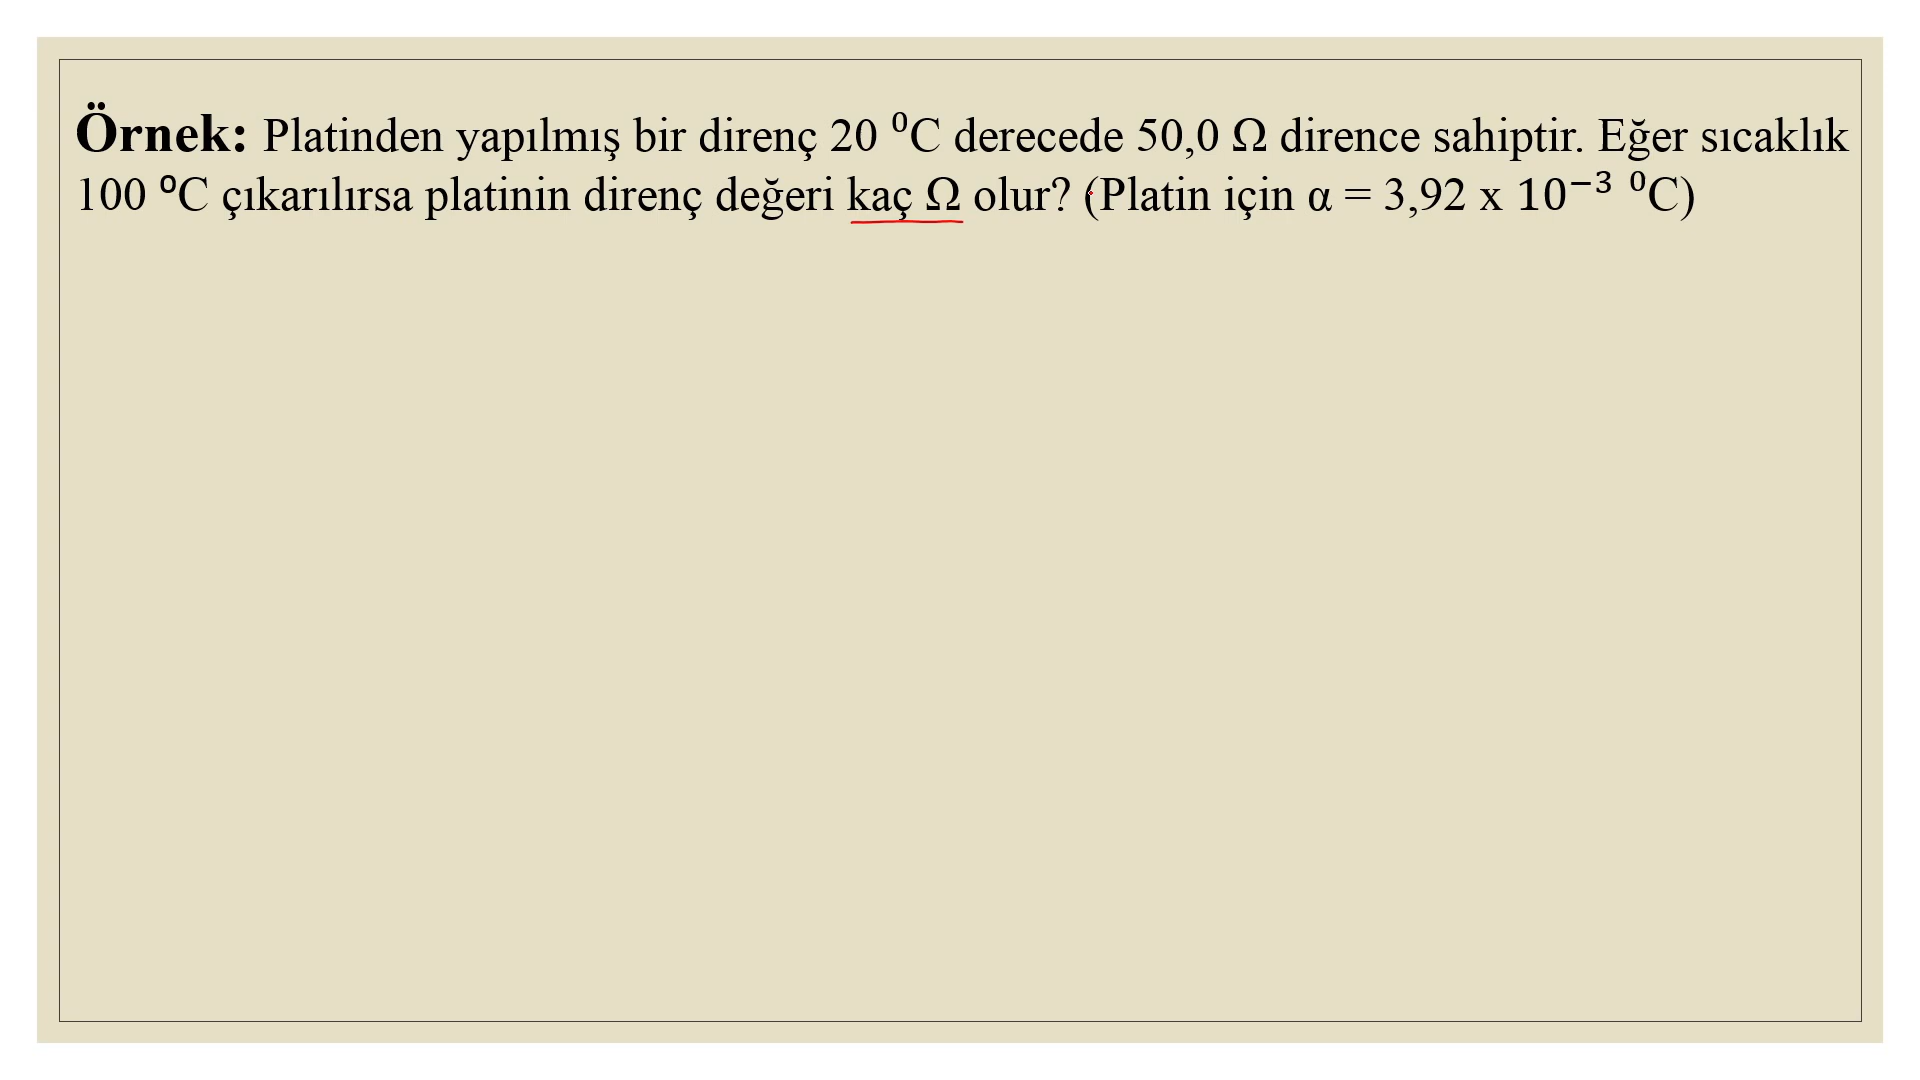 Örnek: Platinden yapılmış bir direnç 20 ⁰C derecede 50,0 Ω dirence sahiptir. Eğer sıcaklık
100 ⁰C çıkarılırsa platinin direnç değeri kaç Ω olur? (Platin için α = 3,92 x 10⁻³ ⁰C)